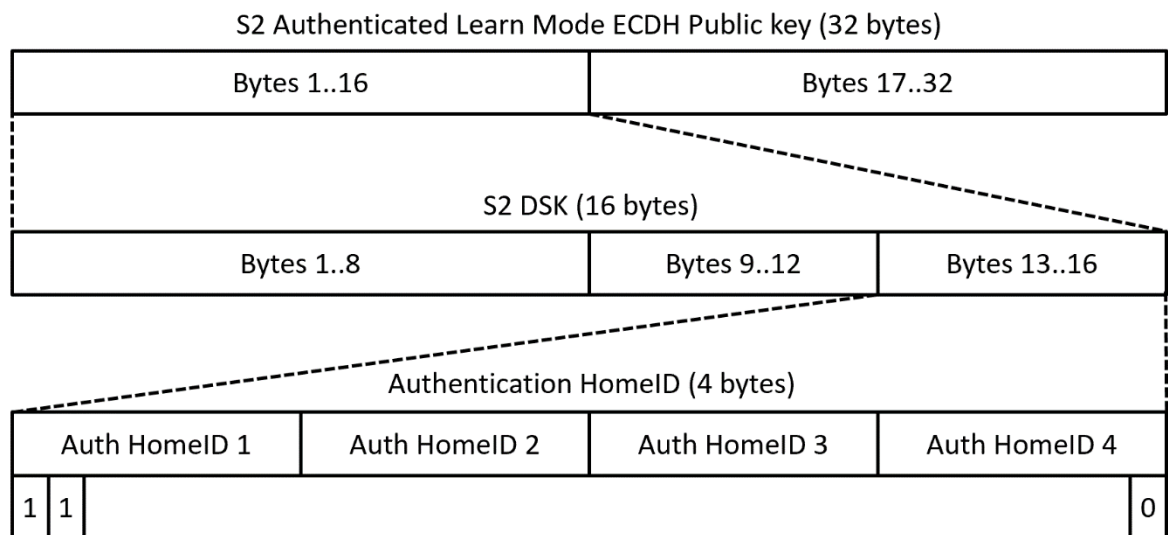 S2 Authenticated Learn Mode ECDH Public key (32 bytes)
Bytes 1..16 Bytes 17..32
S2 DSK (16 bytes)
Bytes 1..8 Bytes 9..12 Bytes 13..16
Authentication HomeID (4 bytes)
Auth HomeID 1 Auth HomeID 2 Auth HomeID 3 Auth HomeID 4
1 1 0